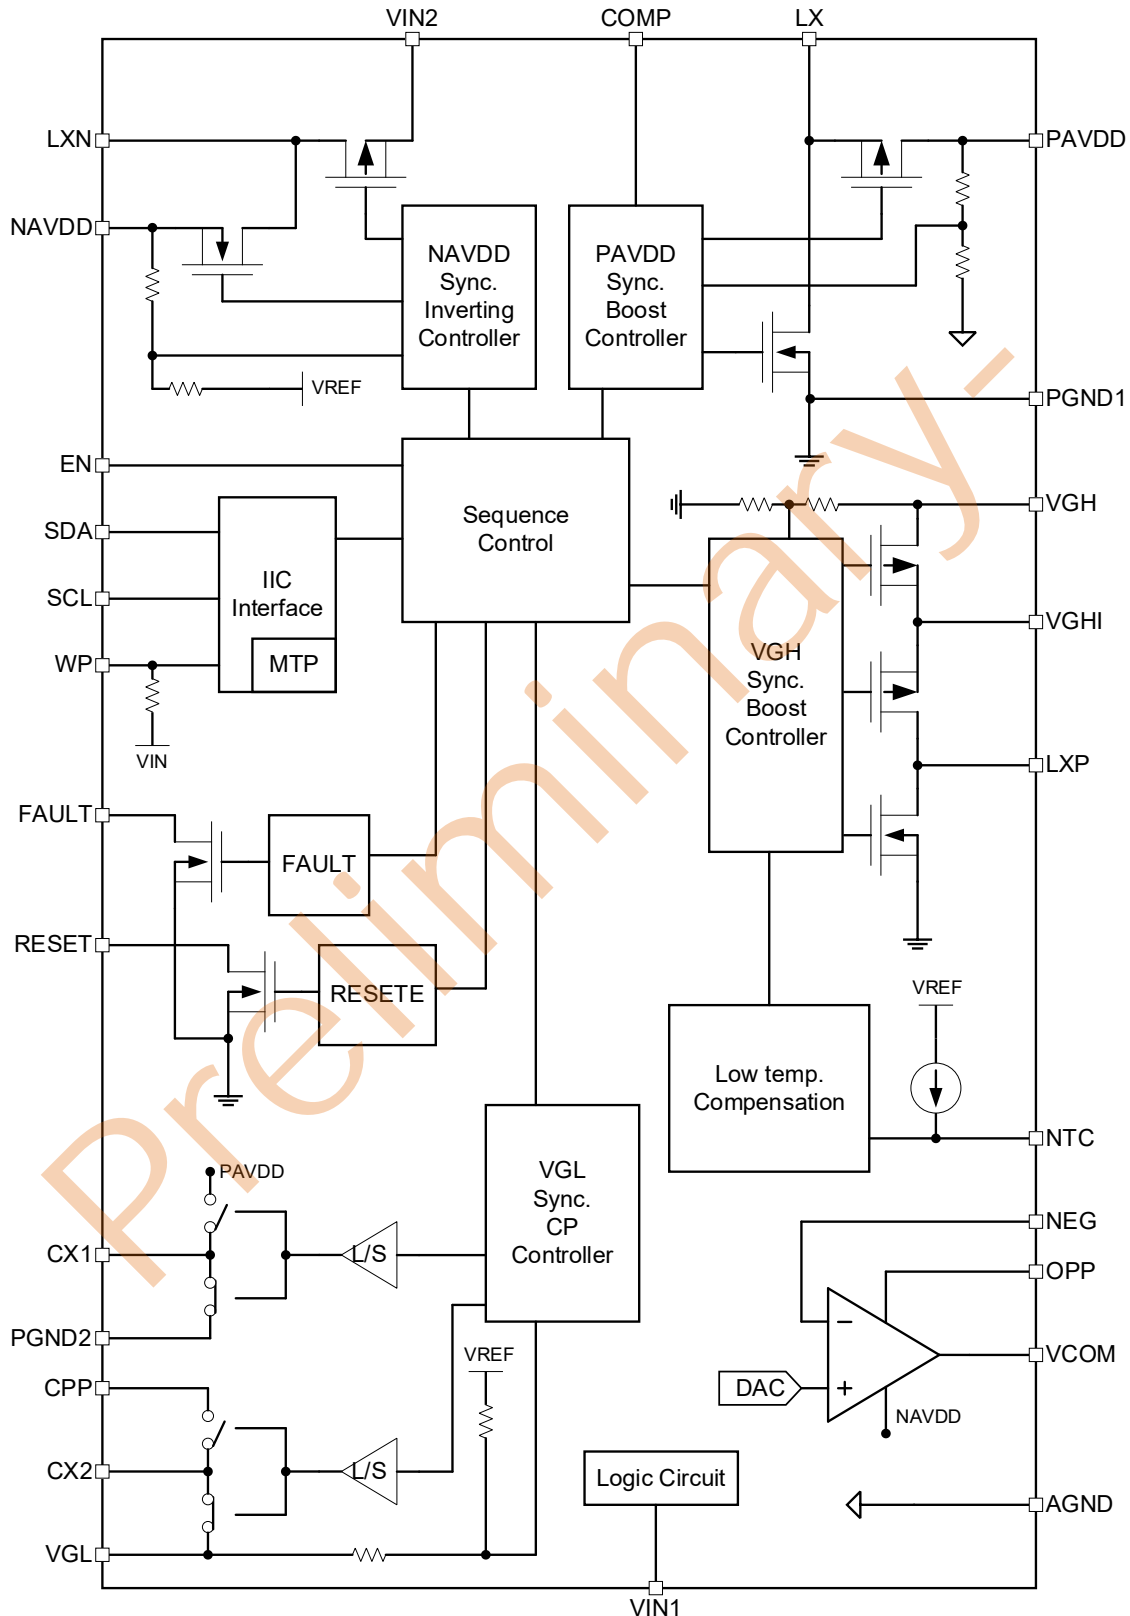 VIN2
COMP
LX
LXN
PAVDD
NAVDD
NAVDD
Sync.
Inverting
Controller
PAVDD
Sync.
Boost
Controller
VREF
PGND1
EN
Sequence
Control
VGH
SDA
IIC
Interface
SCL
MTP
WP
VIN
VGHI
VGH
Sync.
Boost
Controller
LXP
FAULT
FAULT
RESET
RESETE
VREF
Low temp.
Compensation
NTC
VGL
Sync.
CP
Controller
PAVDD
CX1
L/S
PGND2
NEG
OPP
VCOM
DAC
NAVDD
VREF
CPP
CX2
L/S
Logic Circuit
AGND
VGL
VIN1
Preliminary-
−
+